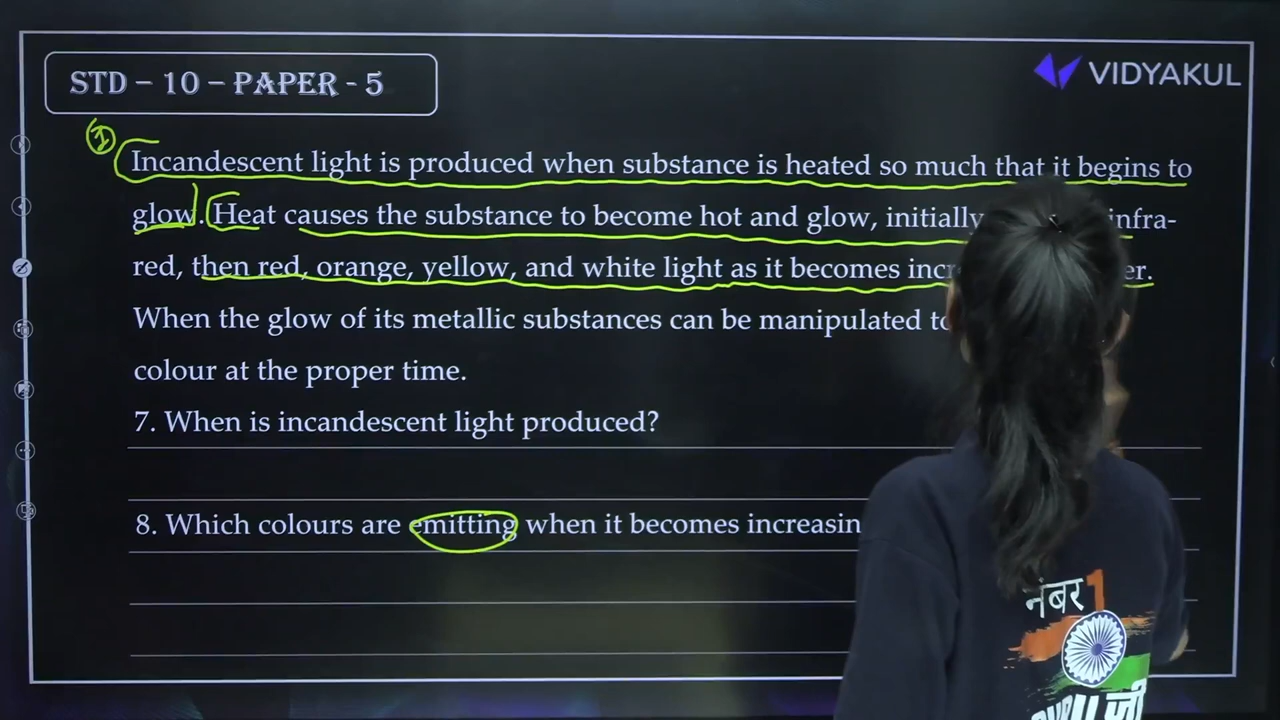 STD – 10 – PAPER - 5
VIDYAKUL
1
Incandescent light is produced when substance is heated so much that it begins to
glow. Heat causes the substance to become hot and glow, initially infra-
red, then red, orange, yellow, and white light as it becomes
When the glow of its metallic substances can be manipulated
colour at the proper time.
7. When is incandescent light produced?
8. Which colours are emitting when it becomes
नंबर 1